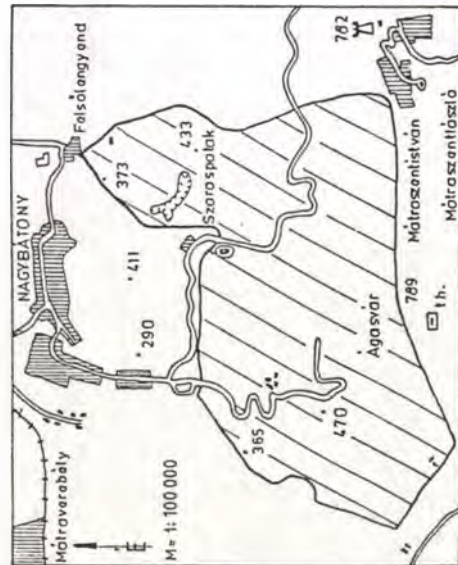 Mátraverebély
NAGYBÁTONY
Felsőlengyend
M = 1: 100 000
É
290
411
373
433
Szorospatak
365
470
Ágasvár
789
th.
Mátraszentistván
Mátraszentlászló
782